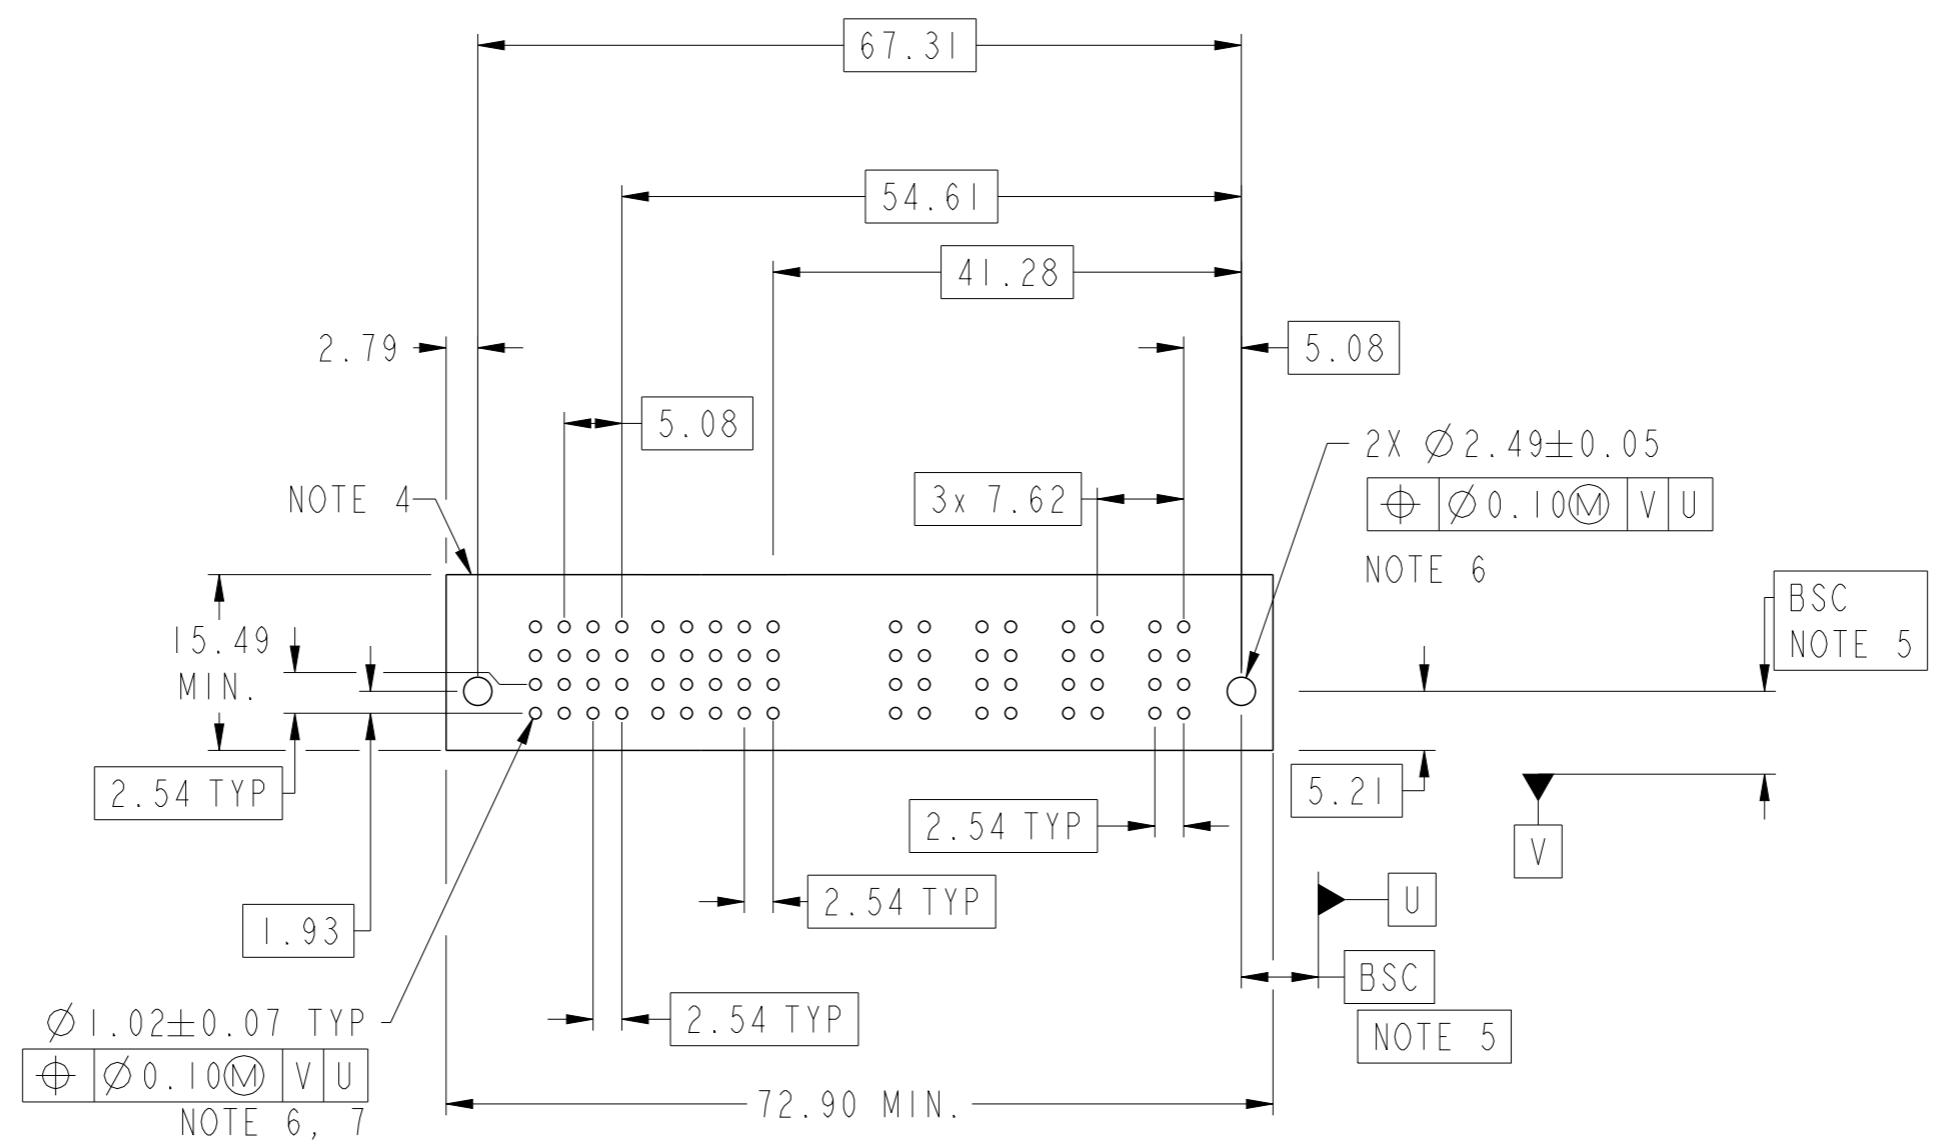 67.31
54.61
41.28
2.79
5.08
5.08
2X ∅2.49±0.05
⌖ ∅0.10Ⓜ V U
NOTE 6
3x 7.62
NOTE 4
BSC
NOTE 5
15.49
MIN.
2.54 TYP
5.21
2.54 TYP
V
2.54 TYP
U
1.93
BSC
NOTE 5
2.54 TYP
∅1.02±0.07 TYP
⌖ ∅0.10Ⓜ V U
NOTE 6, 7
72.90 MIN.